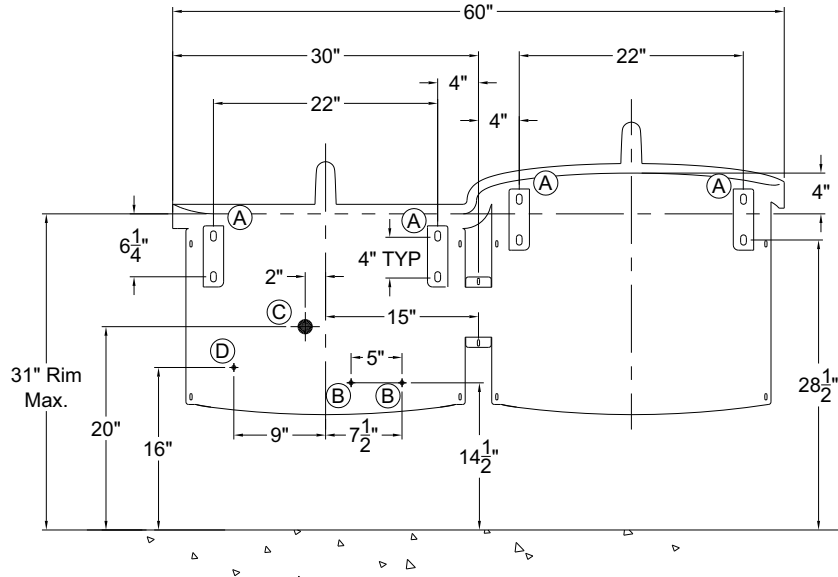 60"
30"
22"
4"
22"
4"
A
A
A
A
4"
6 1/4"
4" TYP
2"
C
15"
D
5"
B B
31" Rim
Max.
20"
16"
9"
7 1/2"
14 1/2"
28 1/2"